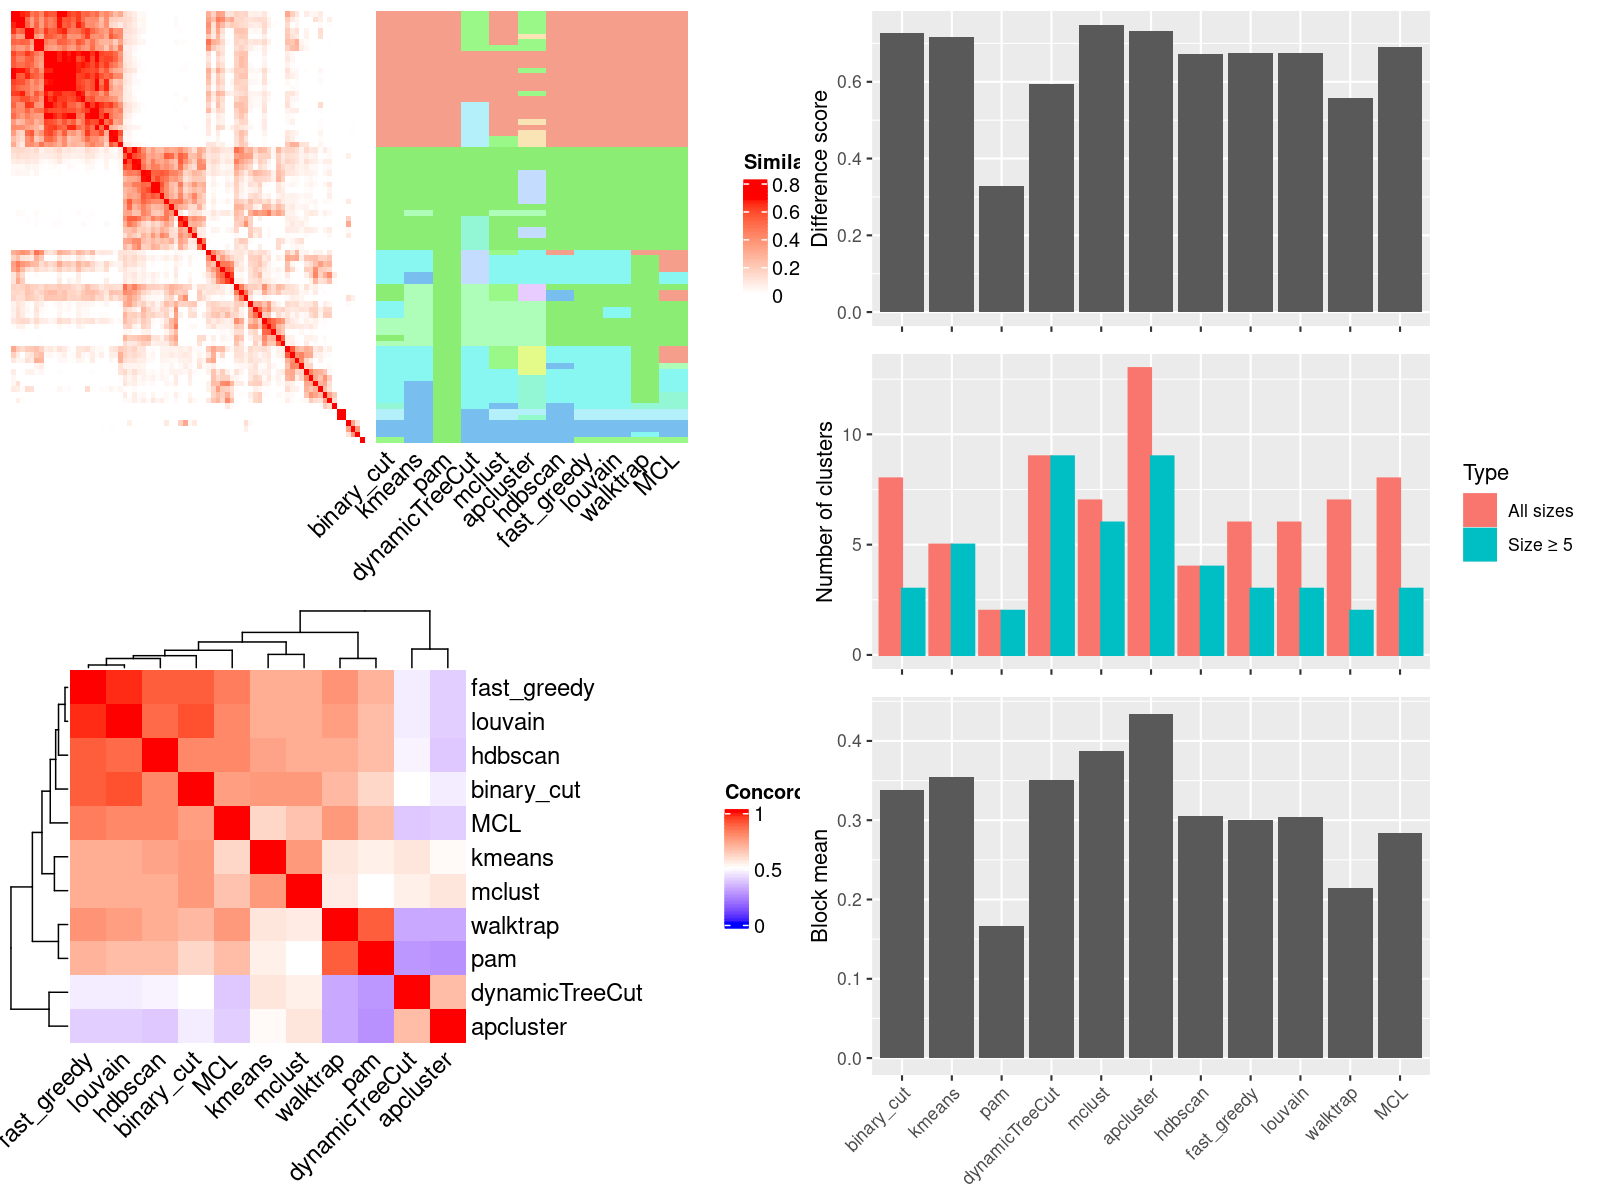 Simila
0.8
0.6
0.4
0.2
0
binary_cut
kmeans
pam
dynamicTreeCut
mclust
apcluster
hdbscan
fast_greedy
louvain
walktrap
MCL
fast_greedy
louvain
hdbscan
binary_cut
MCL
kmeans
mclust
walktrap
pam
dynamicTreeCut
apcluster
fast_greedy
louvain
hdbscan
binary_cut
MCL
kmeans
mclust
walktrap
pam
dynamicTreeCut
apcluster
Concord
1
0.5
0
Difference score
0.6
0.4
0.2
0.0
Number of clusters
10
5
0
Type
All sizes
Size ≥ 5
Block mean
0.4
0.3
0.2
0.1
0.0
binary_cut
kmeans
pam
dynamicTreeCut
mclust
apcluster
hdbscan
fast_greedy
louvain
walktrap
MCL